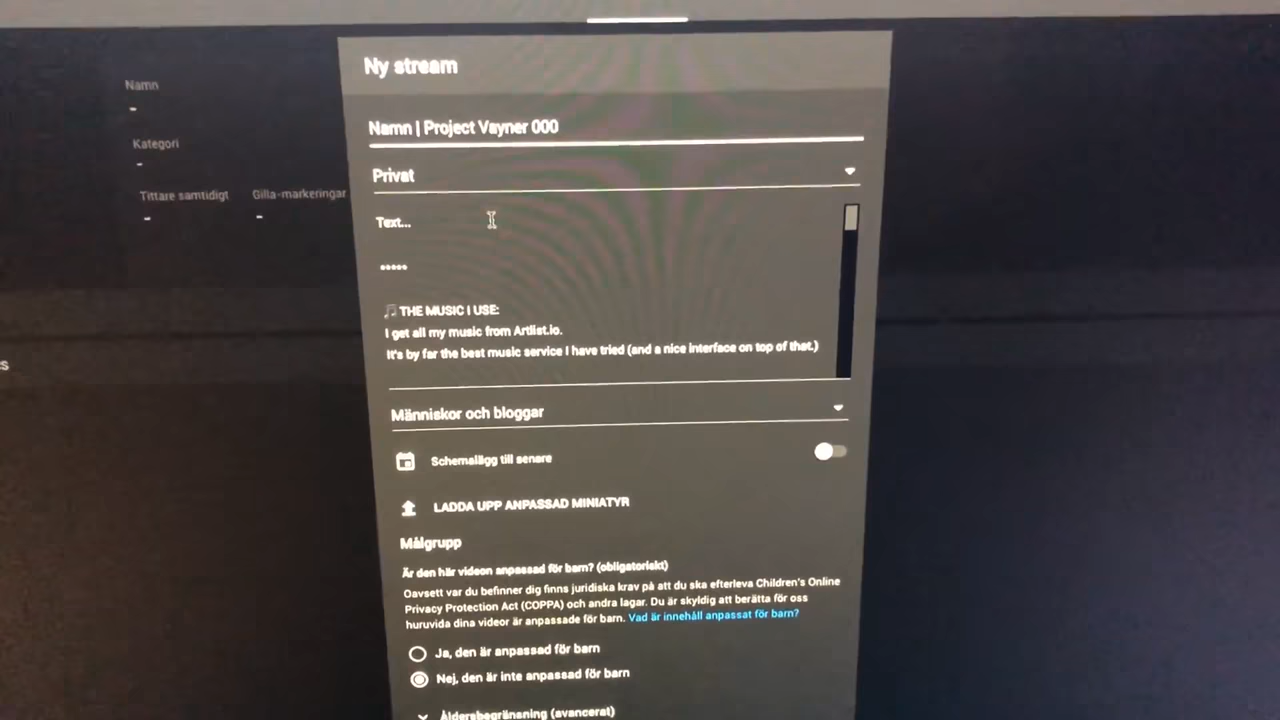 Ny stream
Namn
-
Kategori
-
Tittare samtidigt
Gilla-markeringar
-
-
s
Namn | Project Vayner 000
Privat
Text...
•••••
🎵 THE MUSIC I USE:
I get all my music from Artlist.io.
It's by far the best music service I have tried (and a nice interface on top of that.)
Människor och bloggar
Schemalägg till senare
LADDA UPP ANPASSAD MINIATYR
Målgrupp
Är den här videon anpassad för barn? (obligatoriskt)
Oavsett var du befinner dig finns juridiska krav på att du ska efterleva Children's Online
Privacy Protection Act (COPPA) och andra lagar. Du är skyldig att berätta för oss
huruvida dina videor är anpassade för barn. Vad är innehåll anpassat för barn?
Ja, den är anpassad för barn
Nej, den är inte anpassad för barn
Åldersbegränsning (avancerat)